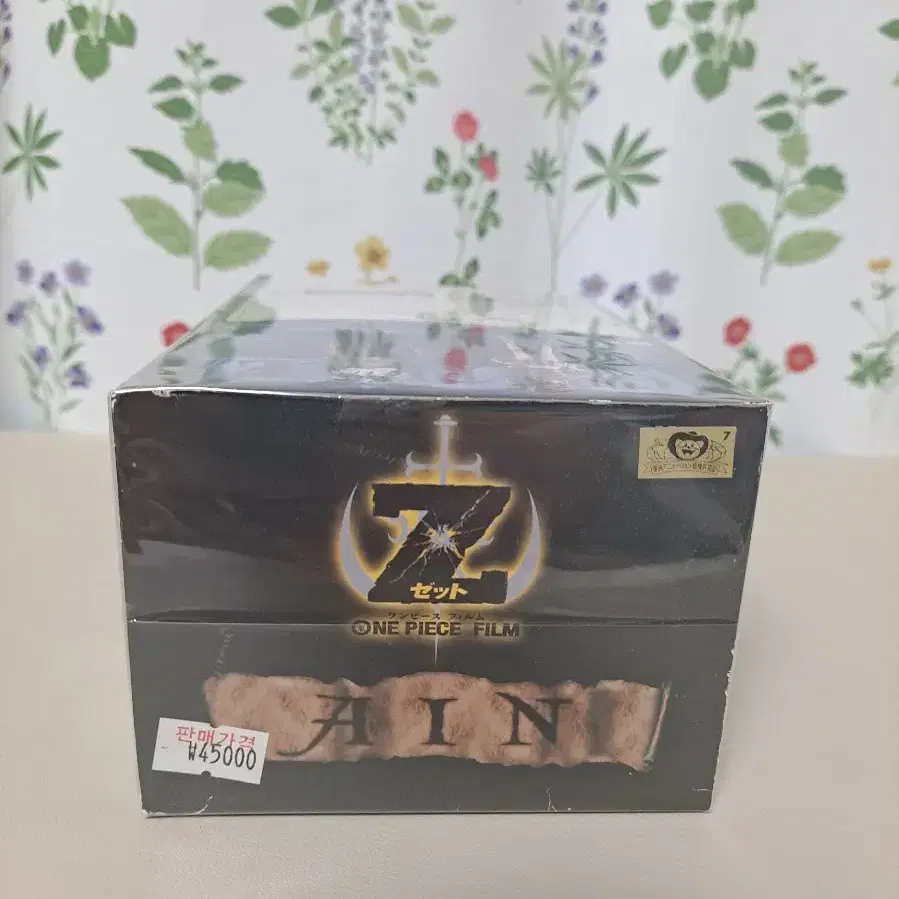 7
Z
ゼット
ワンピース フィルム
ONE PIECE FILM
AIN
판매가격
₩45000